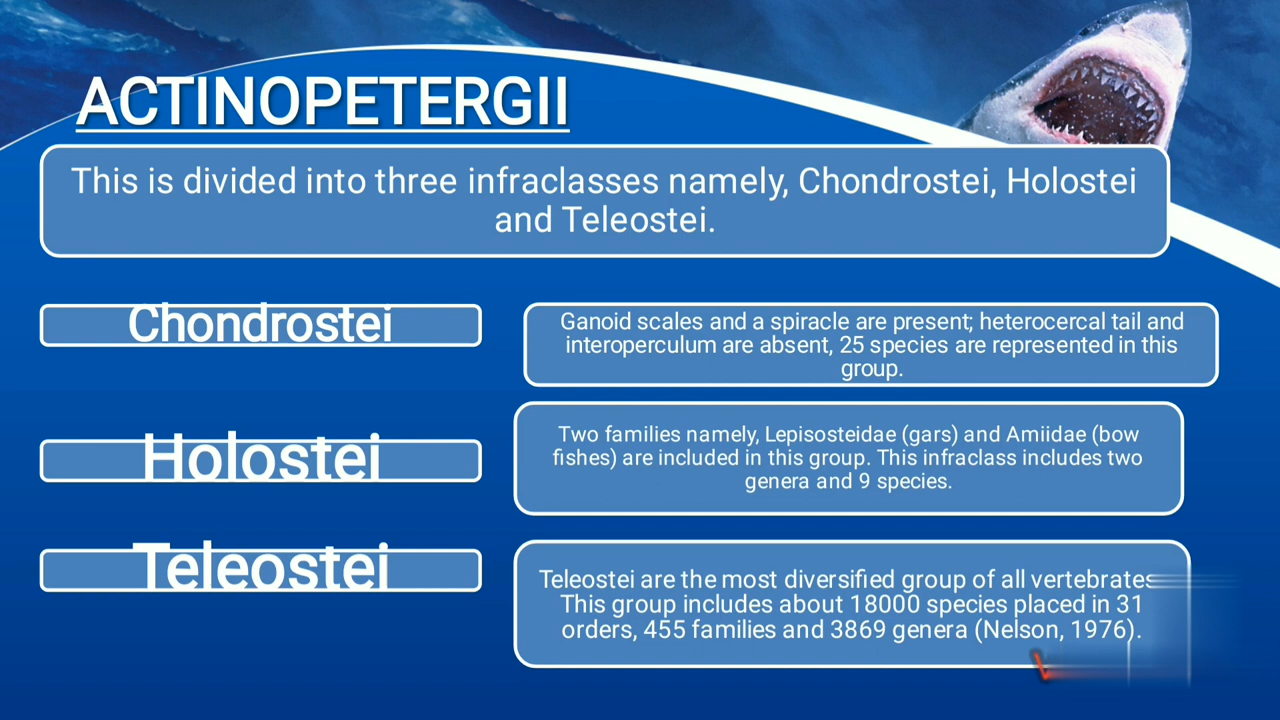 ACTINOPETERGII
This is divided into three infraclasses namely, Chondrostei, Holostei
and Teleostei.
Chondrostei
Ganoid scales and a spiracle are present; heterocercal tail and
interoperculum are absent, 25 species are represented in this
group.
Holostei
Two families namely, Lepisosteidae (gars) and Amiidae (bow
fishes) are included in this group. This infraclass includes two
genera and 9 species.
Teleostei
Teleostei are the most diversified group of all vertebrates
This group includes about 18000 species placed in 31
orders, 455 families and 3869 genera (Nelson, 1976).